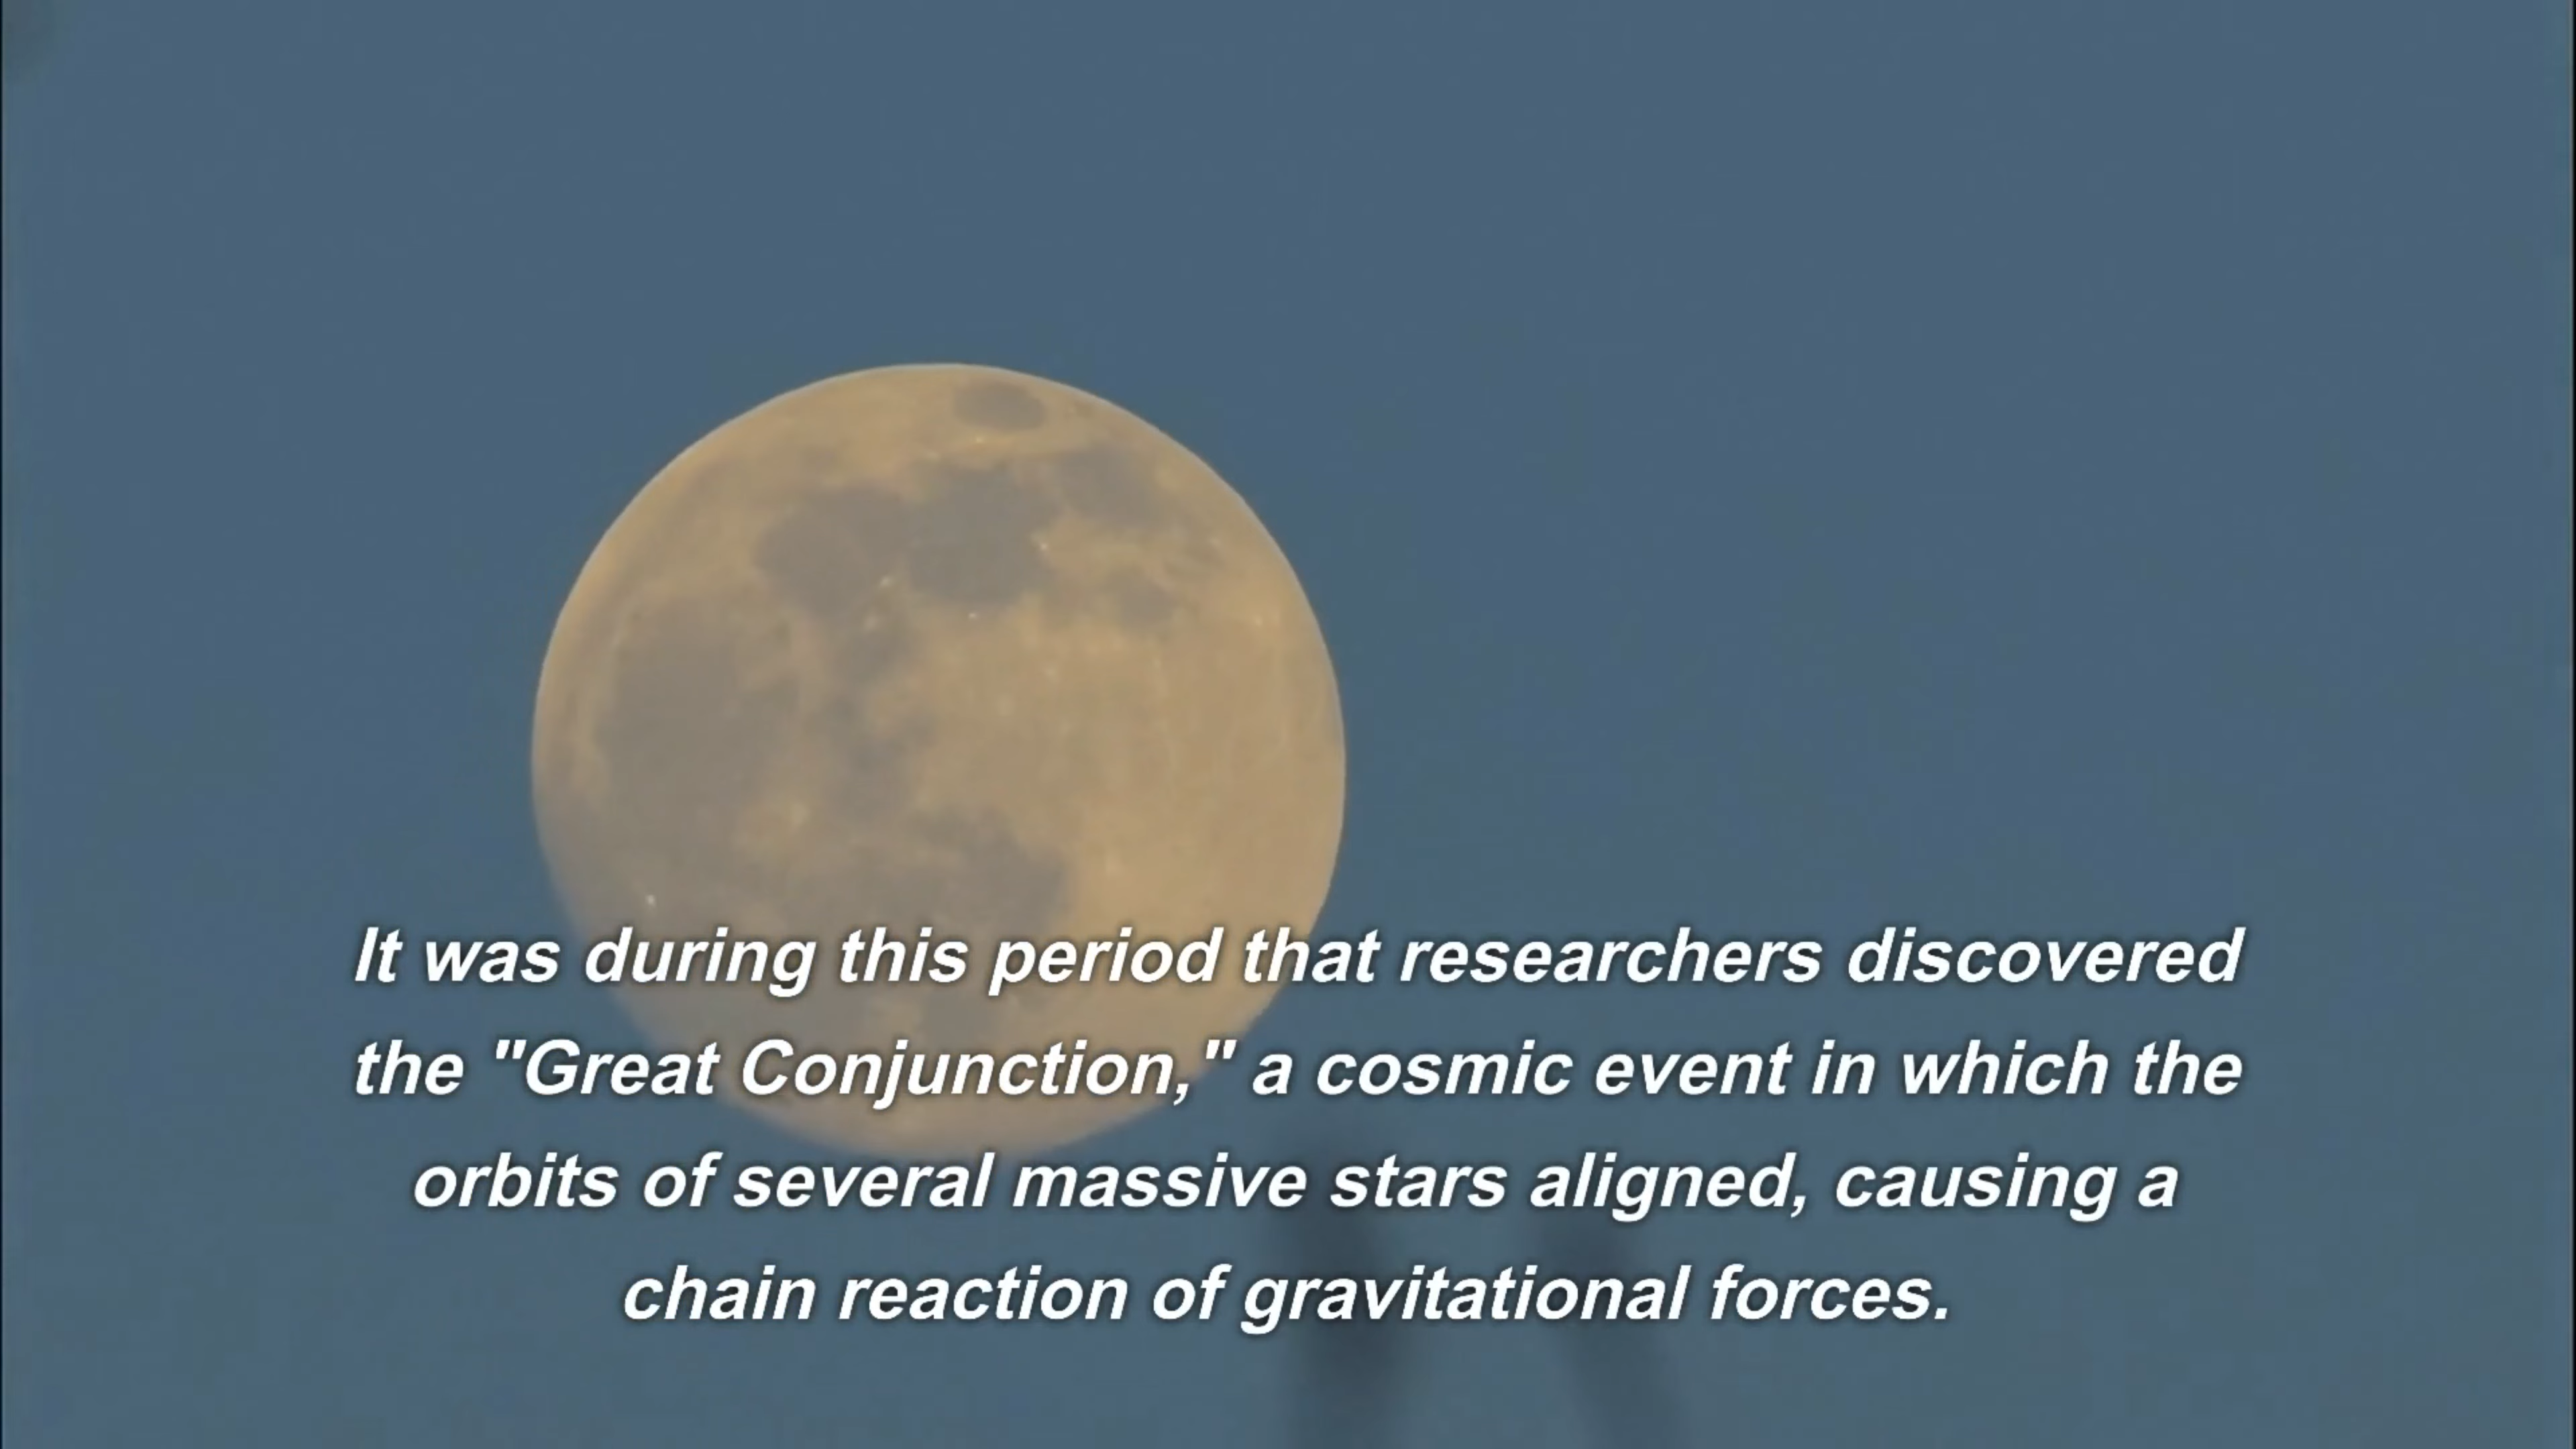 It was during this period that researchers discovered
the "Great Conjunction," a cosmic event in which the
orbits of several massive stars aligned, causing a
chain reaction of gravitational forces.